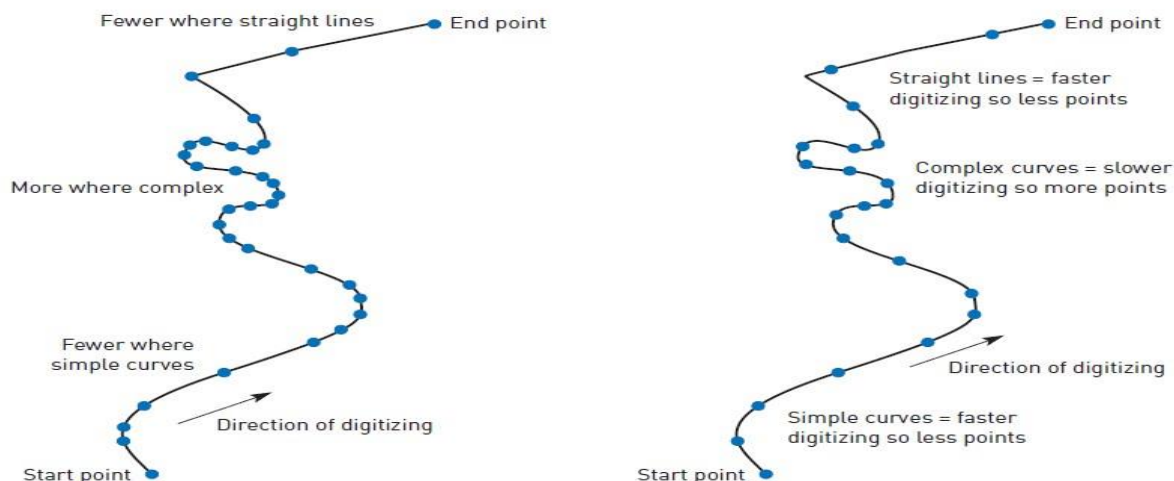 Fewer where straight lines
End point
More where complex
Fewer where
simple curves
Direction of digitizing
Start point
End point
Straight lines = faster
digitizing so less points
Complex curves = slower
digitizing so more points
Direction of digitizing
Simple curves = faster
digitizing so less points
Start point